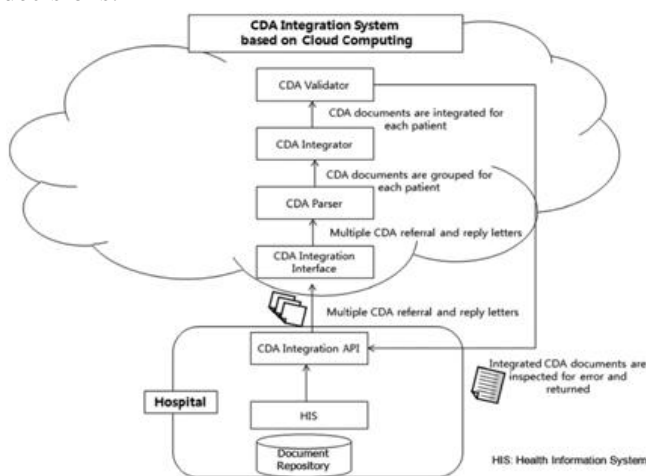 CDA Integration System
based on Cloud Computing
CDA Validator
CDA documents are integrated for
each patient
CDA Integrator
CDA documents are grouped for
each patient
CDA Parser
Multiple CDA referral and reply letters
CDA Integration
Interface
Multiple CDA referral and reply letters
CDA Integration API
Integrated CDA documents are
inspected for error and
returned
Hospital
HIS
Document
Repository
HIS: Health Information System